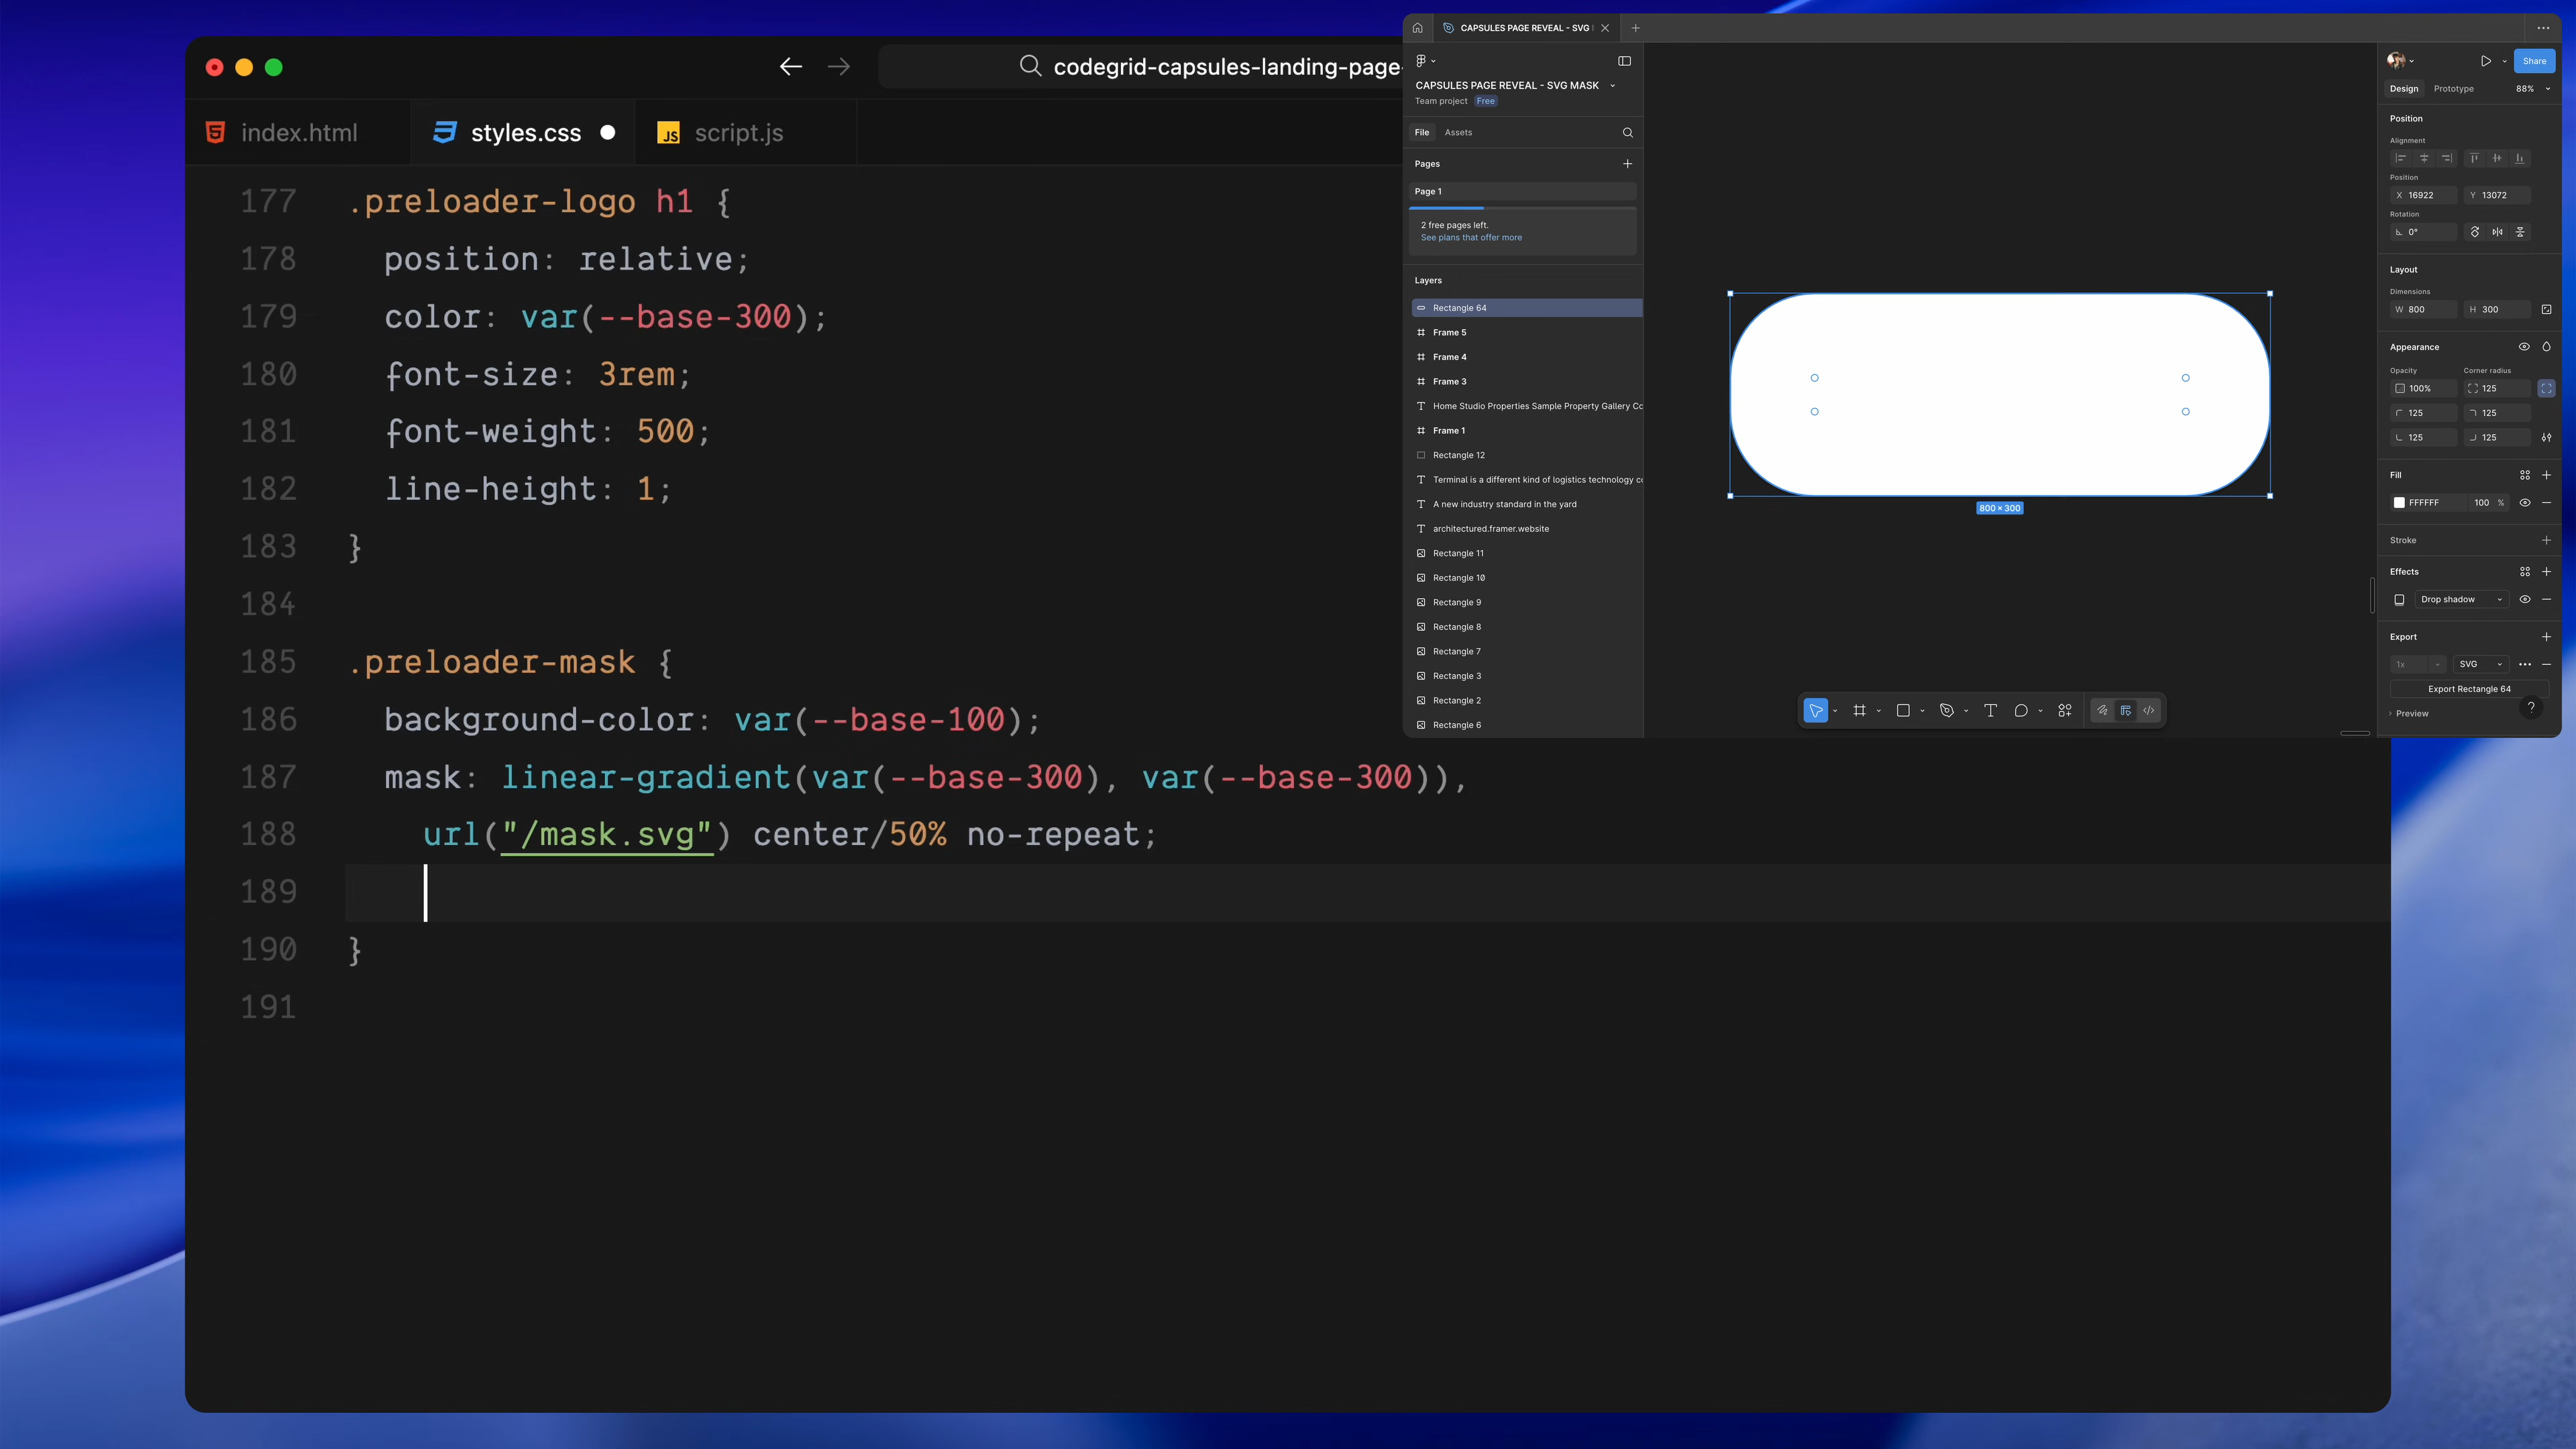 codegrid-capsules-landing-page-
index.html
styles.css
script.js
177 .preloader-logo h1 {
178 position: relative;
179 color: var(--base-300);
180 font-size: 3rem;
181 font-weight: 500;
182 line-height: 1;
183 }
184
185 .preloader-mask {
186 background-color: var(--base-100);
187 mask: linear-gradient(var(--base-300), var(--base-300)),
188 url("/mask.svg") center/50% no-repeat;
189
190 }
191
CAPSULES PAGE REVEAL - SVG
CAPSULES PAGE REVEAL - SVG MASK
Team project Free
File Assets
Pages
Page 1
2 free pages left.
See plans that offer more
Layers
Rectangle 64
Frame 5
Frame 4
Frame 3
Home Studio Properties Sample Property Gallery Co
Frame 1
Rectangle 12
Terminal is a different kind of logistics technology co
A new industry standard in the yard
architectured.framer.website
Rectangle 11
Rectangle 10
Rectangle 9
Rectangle 8
Rectangle 7
Rectangle 3
Rectangle 2
Rectangle 6
800 × 300
Share
Design Prototype 88%
Position
Alignment
Position
X 16922 Y 13072
Rotation
0°
Layout
Dimensions
W 800 H 300
Appearance
Opacity Corner radius
100% 125
125 125
125 125
Fill
FFFFFF 100 %
Stroke
Effects
Drop shadow
Export
1x SVG
Export Rectangle 64
Preview
?